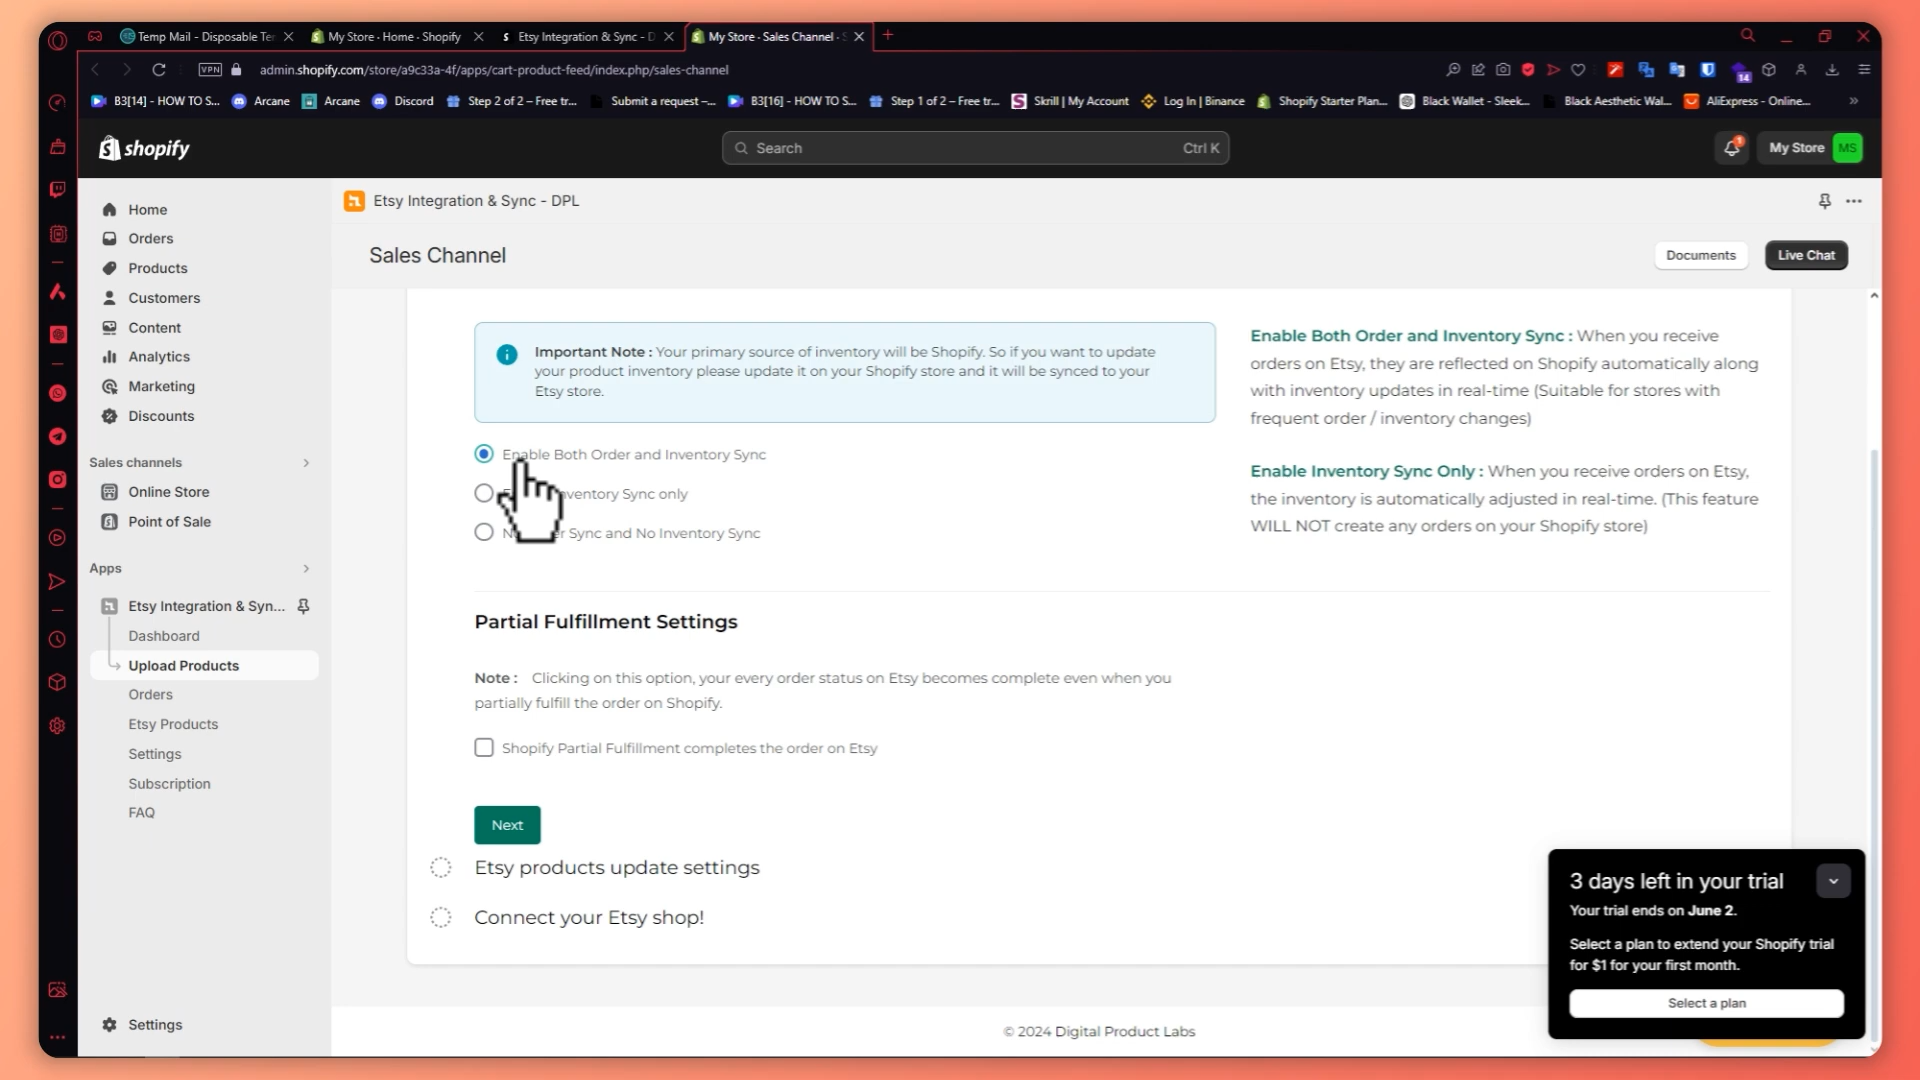 Temp Mail - Disposable Te
My Store · Home · Shopify
Etsy Integration & Sync - D
My Store · Sales Channel · S
VPN
admin.shopify.com/store/a9c33a-4f/apps/cart-product-feed/index.php/sales-channel
14
B3[14] - HOW TO S...
Arcane
Arcane
Discord
Step 2 of 2 – Free tr...
Submit a request –...
B3[16] - HOW TO S...
Step 1 of 2 – Free tr...
Skrill | My Account
Log In | Binance
Shopify Starter Plan...
Black Wallet - Sleek...
Black Aesthetic Wal...
AliExpress - Online...
shopify
Search
Ctrl K
1
My Store
MS
Home
Orders
Products
Customers
Content
Analytics
Marketing
Discounts
Sales channels
Online Store
Point of Sale
Apps
Etsy Integration & Syn...
Dashboard
Upload Products
Orders
Etsy Products
Settings
Subscription
FAQ
Settings
Etsy Integration & Sync - DPL
Sales Channel
Documents
Live Chat
Important Note : Your primary source of inventory will be Shopify. So if you want to update
your product inventory please update it on your Shopify store and it will be synced to your
Etsy store.
Enable Both Order and Inventory Sync
Inventory Sync only
Sync and No Inventory Sync
Enable Both Order and Inventory Sync : When you receive
orders on Etsy, they are reflected on Shopify automatically along
with inventory updates in real-time (Suitable for stores with
frequent order / inventory changes)
Enable Inventory Sync Only : When you receive orders on Etsy,
the inventory is automatically adjusted in real-time. (This feature
WILL NOT create any orders on your Shopify store)
Partial Fulfillment Settings
Note : Clicking on this option, your every order status on Etsy becomes complete even when you
partially fulfill the order on Shopify.
Shopify Partial Fulfillment completes the order on Etsy
Next
Etsy products update settings
Connect your Etsy shop!
© 2024 Digital Product Labs
3 days left in your trial
Your trial ends on June 2.
Select a plan to extend your Shopify trial
for $1 for your first month.
Select a plan